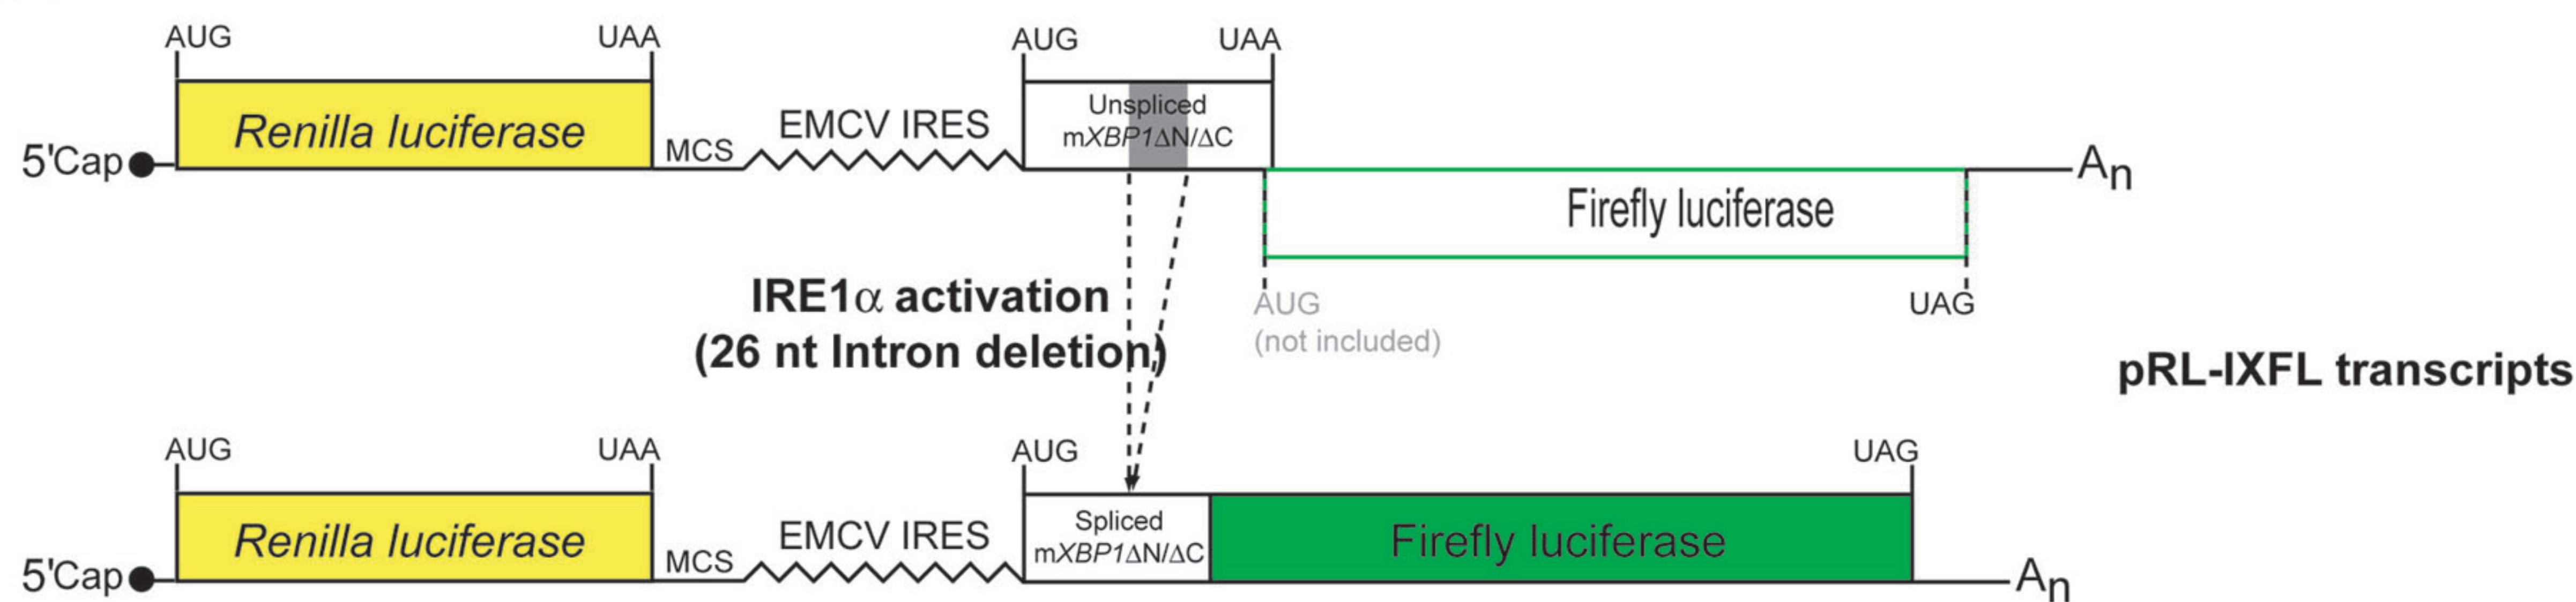 AUG
UAA
AUG
UAA
Renilla luciferase
EMCV IRES
Unspliced
mXBP1ΔN/ΔC
5'Cap
MCS
An
Firefly luciferase
IRE1α activation
(26 nt Intron deletion)
AUG
(not included)
UAG
pRL-IXFL transcripts
AUG
UAA
AUG
UAG
Renilla luciferase
EMCV IRES
Spliced
mXBP1ΔN/ΔC
Firefly luciferase
5'Cap
MCS
An